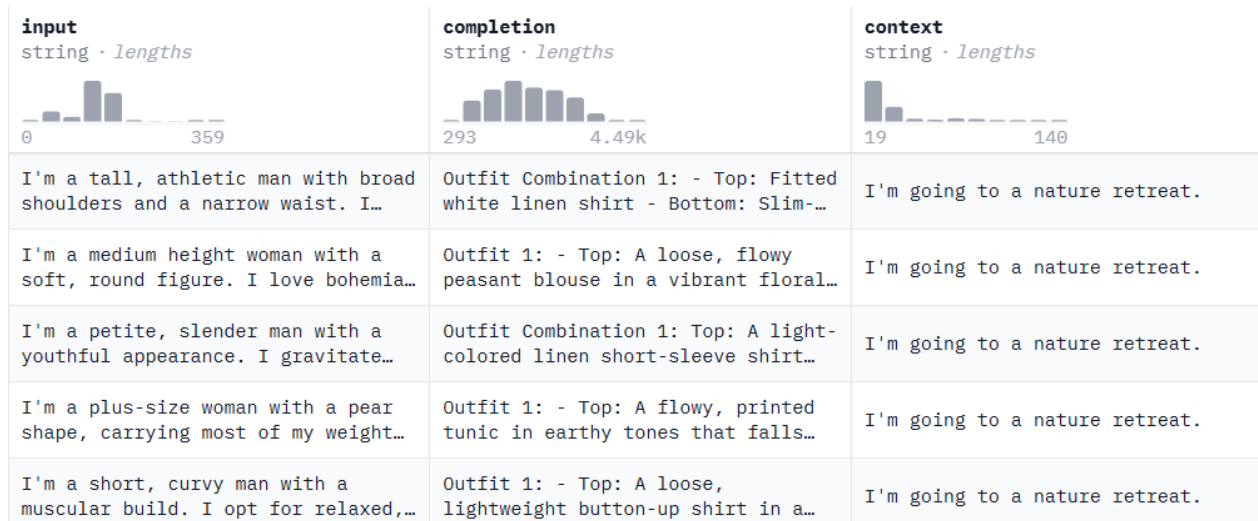 input
string · lengths
0 359
completion
string · lengths
293 4.49k
context
string · lengths
19 140
I'm a tall, athletic man with broad
shoulders and a narrow waist. I…
Outfit Combination 1: - Top: Fitted
white linen shirt - Bottom: Slim-…
I'm going to a nature retreat.
I'm a medium height woman with a
soft, round figure. I love bohemia…
Outfit 1: - Top: A loose, flowy
peasant blouse in a vibrant floral…
I'm going to a nature retreat.
I'm a petite, slender man with a
youthful appearance. I gravitate…
Outfit Combination 1: Top: A light-
colored linen short-sleeve shirt…
I'm going to a nature retreat.
I'm a plus-size woman with a pear
shape, carrying most of my weight…
Outfit 1: - Top: A flowy, printed
tunic in earthy tones that falls…
I'm going to a nature retreat.
I'm a short, curvy man with a
muscular build. I opt for relaxed,…
Outfit 1: - Top: A loose,
lightweight button-up shirt in a…
I'm going to a nature retreat.